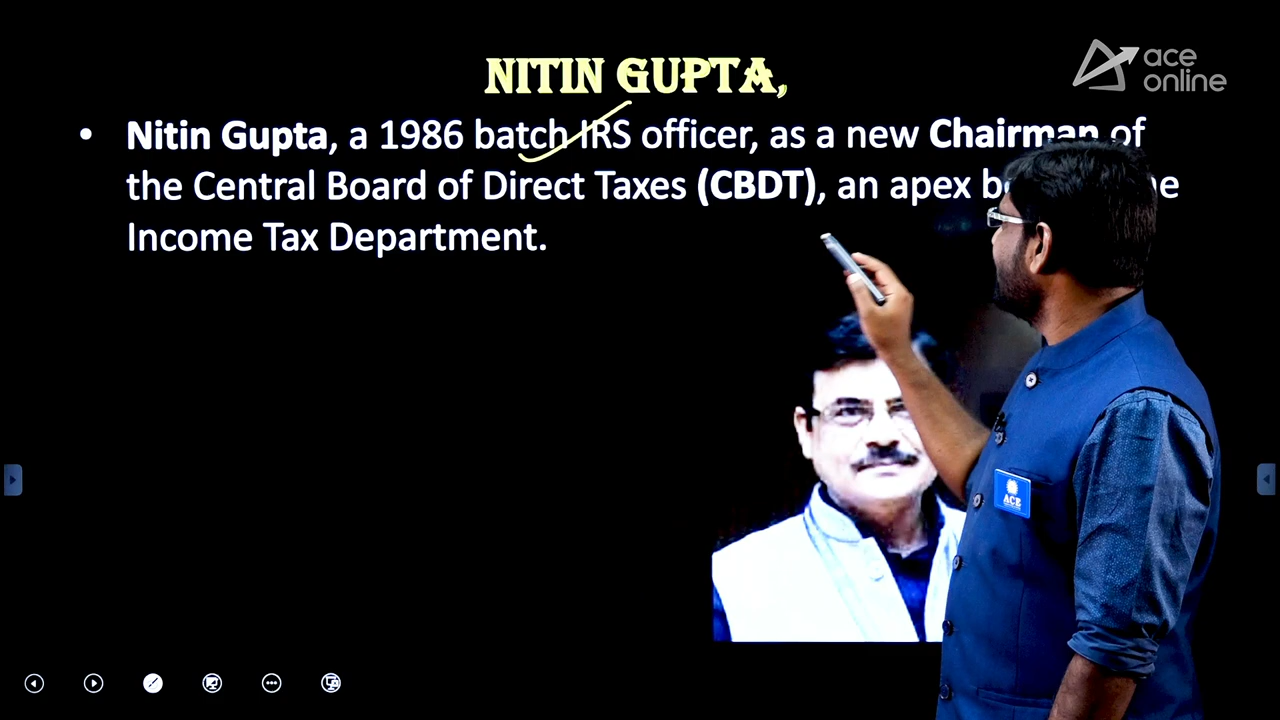 ace
online
NITIN GUPTA,
• Nitin Gupta, a 1986 batch IRS officer, as a new Chairman of
the Central Board of Direct Taxes (CBDT), an apex
Income Tax Department.
ACE